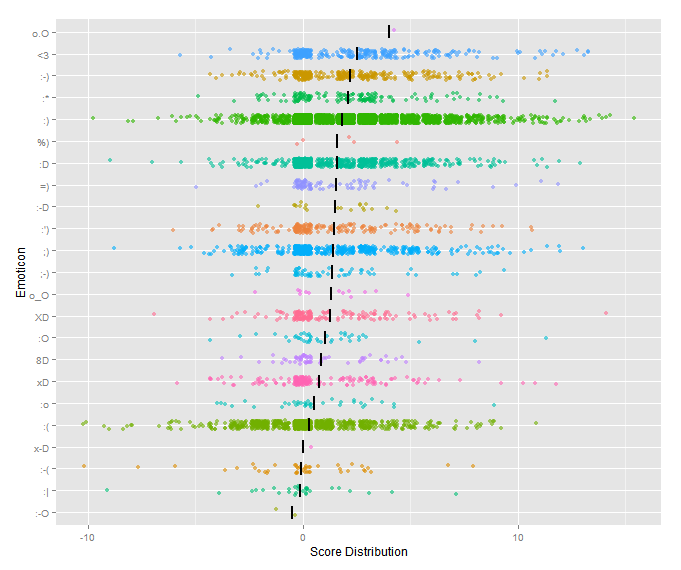 Emoticon
o.O
<3
:-)
:*
:)
%)
:D
=)
:-D
:')
;)
;-)
o_O
XD
:O
8D
xD
:o
:(
x-D
:-(
:|
:-O
-10
0
10
Score Distribution